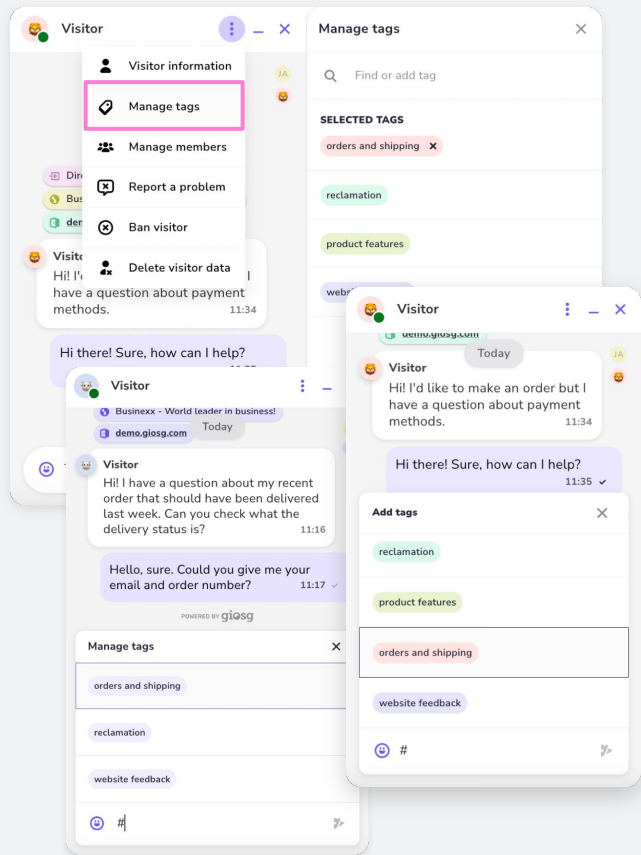 Visitor
JA
Visitor information
Manage tags
Manage members
Report a problem
Ban visitor
Delete visitor data
Hi! I'
have a question about payment
methods.
11:34
Hi there! Sure, how can I help?
Manage tags
Find or add tag
SELECTED TAGS
orders and shipping
reclamation
product features
Visitor
Businexx - World leader in business!
demo.giosg.com
Today
Visitor
Hi! I have a question about my recent
order that should have been delivered
last week. Can you check what the
delivery status is?
11:16
Hello, sure. Could you give me your
email and order number?
11:17
POWERED BY giosg
Manage tags
orders and shipping
reclamation
website feedback
#
Visitor
demo.giosg.com
Today
JA
Visitor
Hi! I'd like to make an order but I
have a question about payment
methods.
11:34
Hi there! Sure, how can I help?
11:35
Add tags
reclamation
product features
orders and shipping
website feedback
#